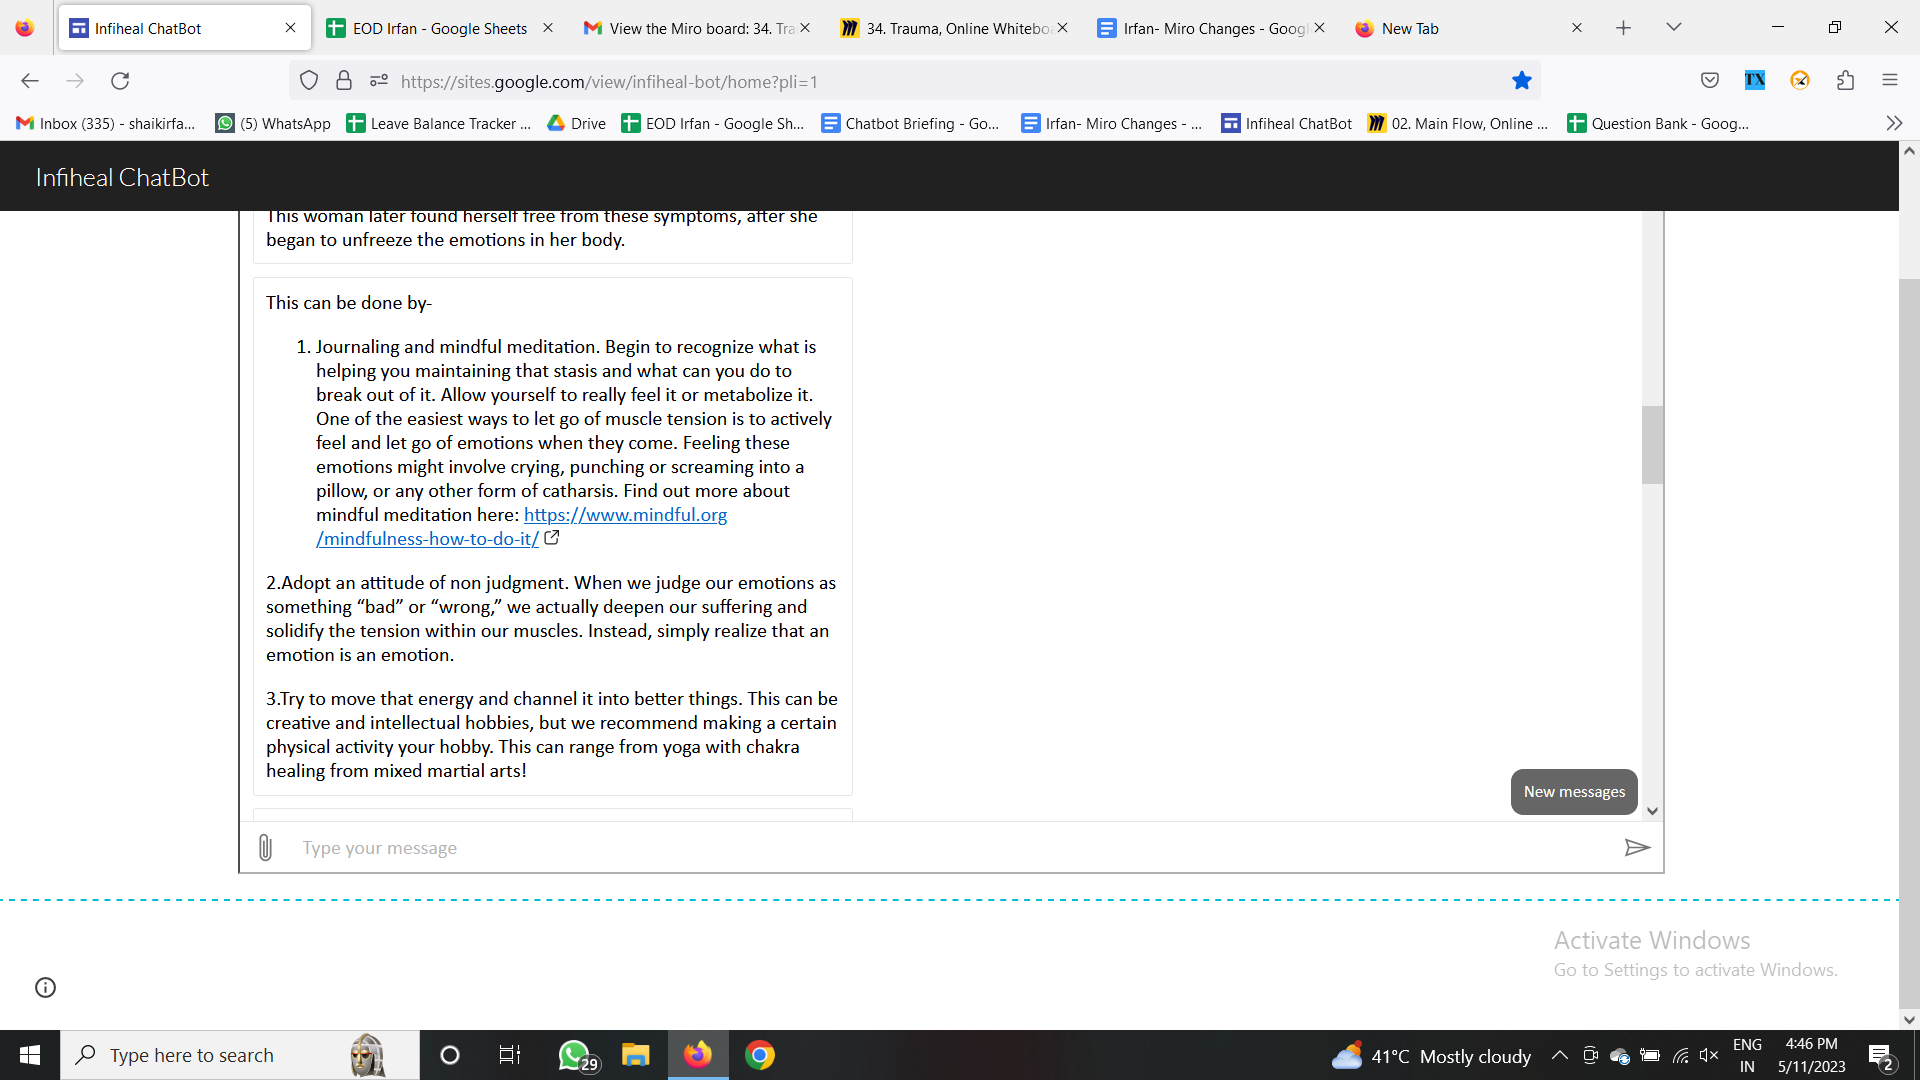 Infiheal ChatBot
EOD Irfan - Google Sheets
View the Miro board: 34. Tra
34. Trauma, Online Whitebo
Irfan- Miro Changes - Googl
New Tab
https://sites.google.com/view/infiheal-bot/home?pli=1
TX
Inbox (335) - shaikirfa...
(5) WhatsApp
Leave Balance Tracker ...
Drive
EOD Irfan - Google Sh...
Chatbot Briefing - Go...
Irfan- Miro Changes - ...
Infiheal ChatBot
02. Main Flow, Online ...
Question Bank - Goog...
Infiheal ChatBot
This woman later found herself free from these symptoms, after she
began to unfreeze the emotions in her body.
This can be done by-
1. Journaling and mindful meditation. Begin to recognize what is
helping you maintaining that stasis and what can you do to
break out of it. Allow yourself to really feel it or metabolize it.
One of the easiest ways to let go of muscle tension is to actively
feel and let go of emotions when they come. Feeling these
emotions might involve crying, punching or screaming into a
pillow, or any other form of catharsis. Find out more about
mindful meditation here: https://www.mindful.org
/mindfulness-how-to-do-it/
2.Adopt an attitude of non judgment. When we judge our emotions as
something “bad” or “wrong,” we actually deepen our suffering and
solidify the tension within our muscles. Instead, simply realize that an
emotion is an emotion.
3.Try to move that energy and channel it into better things. This can be
creative and intellectual hobbies, but we recommend making a certain
physical activity your hobby. This can range from yoga with chakra
healing from mixed martial arts!
New messages
Type your message
Activate Windows
Go to Settings to activate Windows.
Type here to search
29
41°C Mostly cloudy
ENG
IN
4:46 PM
5/11/2023
2